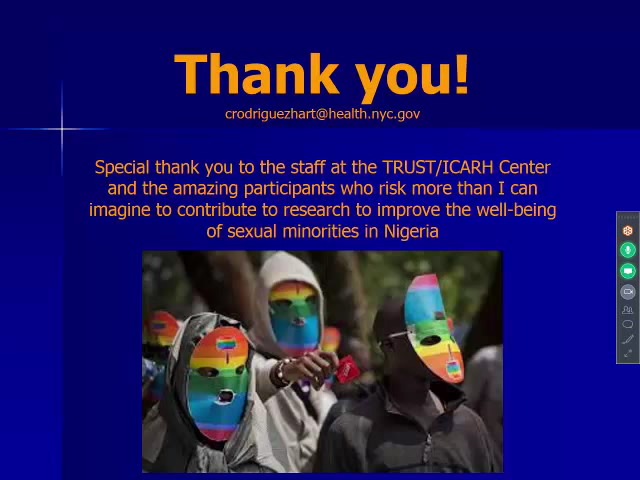 Thank you!
crodriguezhart@health.nyc.gov
Special thank you to the staff at the TRUST/ICARH Center
and the amazing participants who risk more than I can
imagine to contribute to research to improve the well-being
of sexual minorities in Nigeria